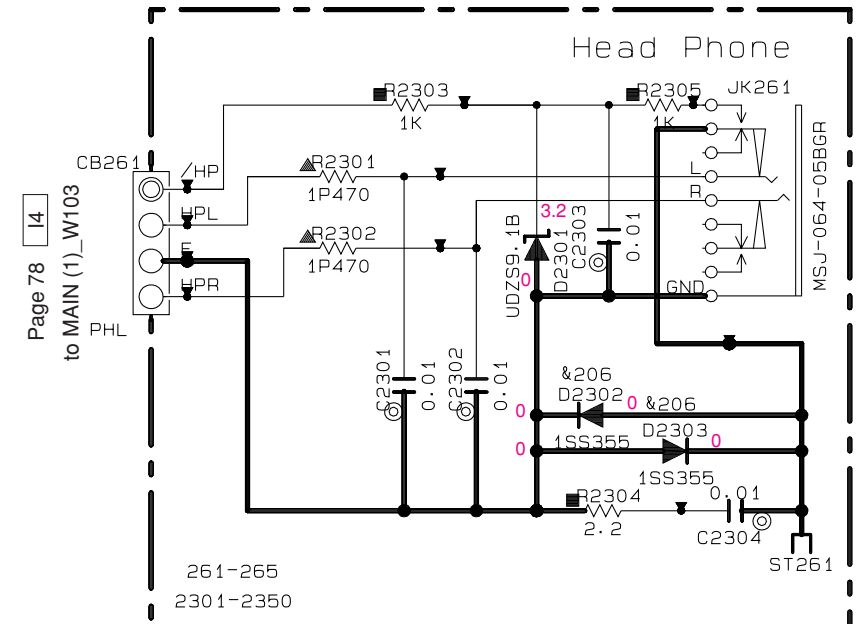 Head Phone
R2303
1K
R2305
1K
JK261
CB261
/HP
R2301
1P470
L
HPL
R
R2302
1P470
E
HPR
PHL
Page 78 I4
to MAIN (1)_W103
3.2
UDZS9.1B
D2301
0
C2303
0.01
GND
MSJ-064-05BGR
C2301
0.01
C2302
0.01
&206
D2302
0
0
&206
1SS355
D2303
0
0
1SS355
R2304
2.2
0.01
C2304
ST261
261-265
2301-2350